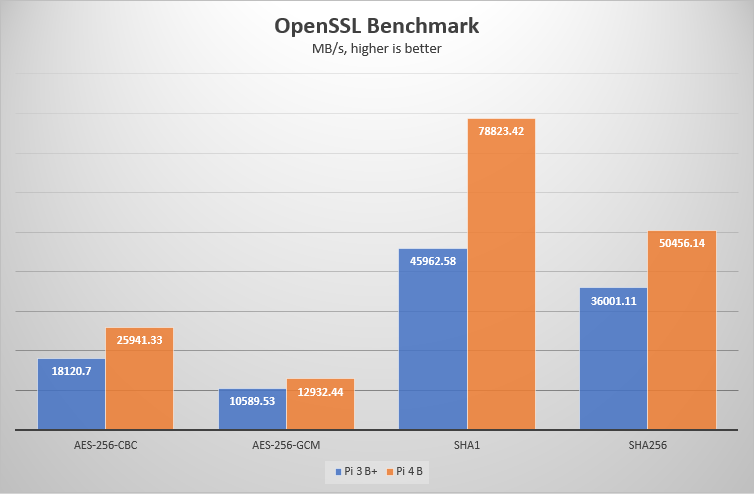 OpenSSL Benchmark
MB/s, higher is better
78823.42
45962.58
50456.14
36001.11
25941.33
18120.7
10589.53
12932.44
AES-256-CBC
AES-256-GCM
SHA1
SHA256
Pi 3 B+
Pi 4 B